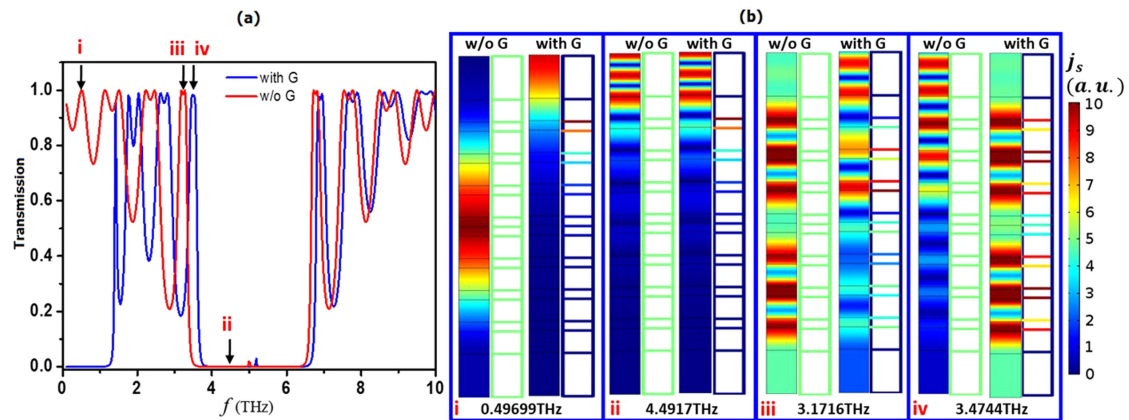 (a)
(b)
i
iii
iv
with G
w/o G
ii
1.0
0.8
0.6
0.4
0.2
0.0
Transmission
0 2 4 6 8 10
f (THz)
w/o G with G
w/o G with G
w/o G with G
w/o G with G
i 0.49699THz
ii 4.4917THz
iii 3.1716THz
iv 3.4744THz
j_s
(a.u.)
10
9
8
7
6
5
4
3
2
1
0